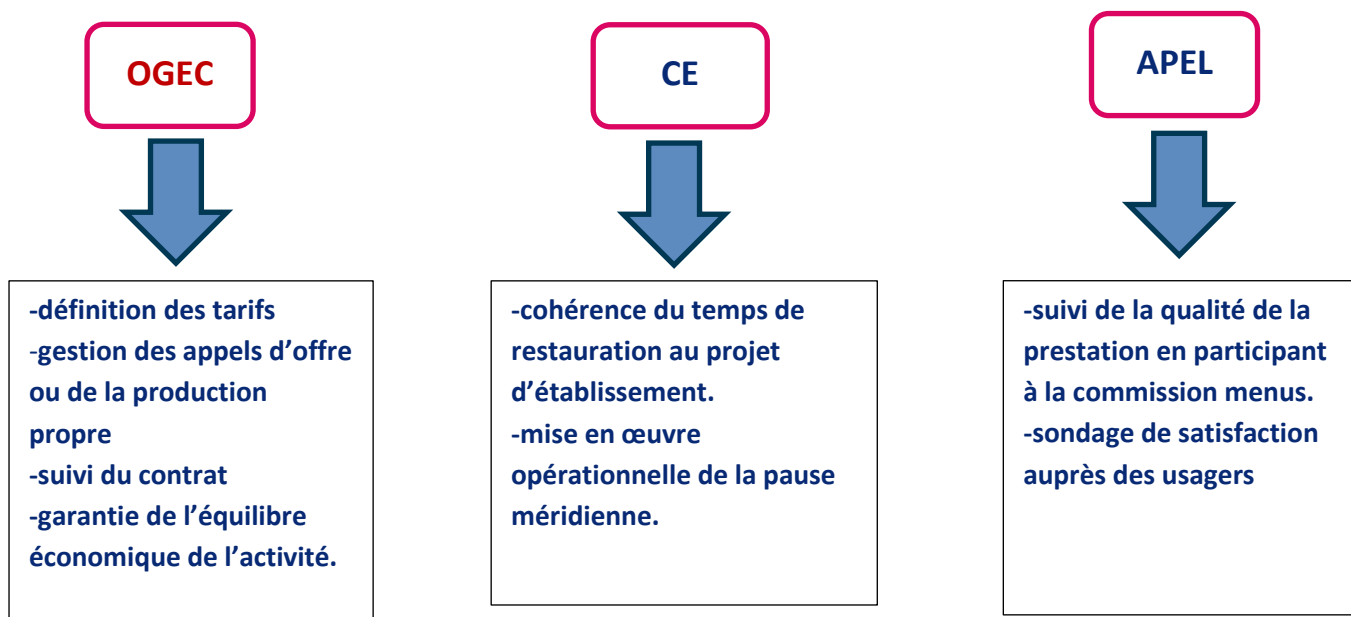 OGEC
CE
APEL
-définition des tarifs
-gestion des appels d’offre
ou de la production
propre
-suivi du contrat
-garantie de l’équilibre
économique de l’activité.
-cohérence du temps de
restauration au projet
d’établissement.
-mise en œuvre
opérationnelle de la pause
méridienne.
-suivi de la qualité de la
prestation en participant
à la commission menus.
-sondage de satisfaction
auprès des usagers